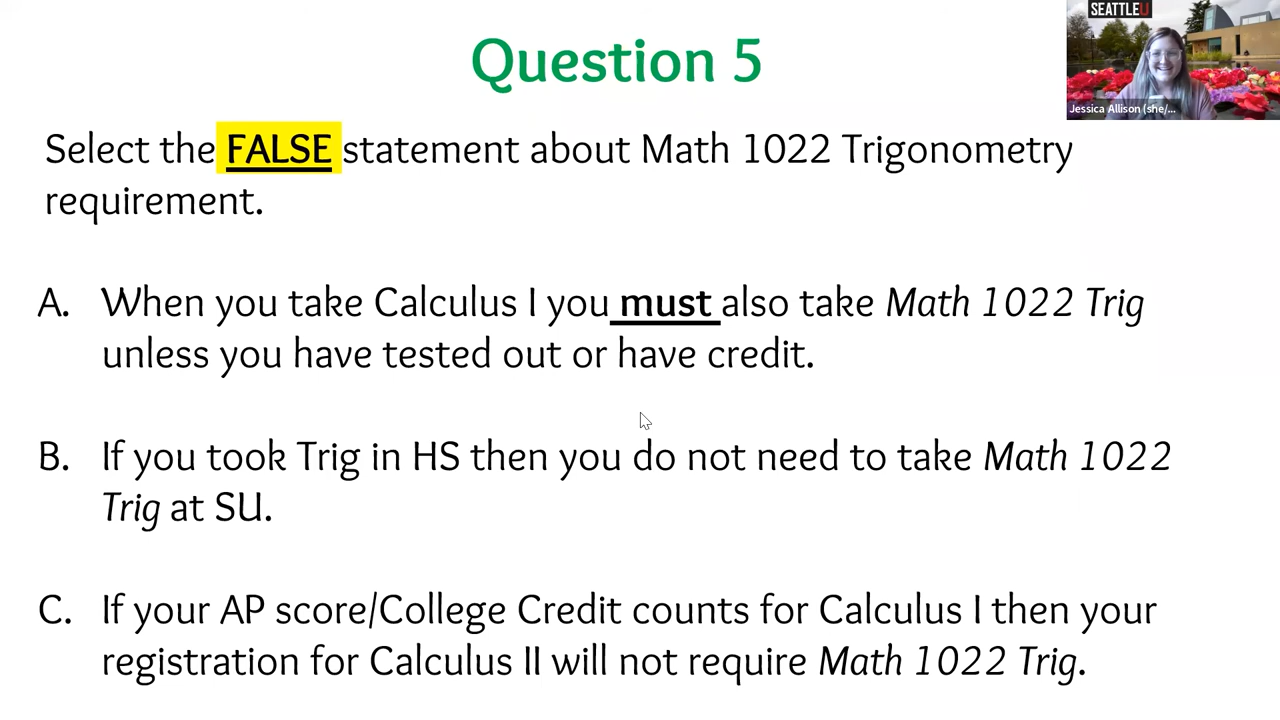 SEATTLEU
Jessica Allison (she/...
Question 5
Select the FALSE statement about Math 1022 Trigonometry
requirement.
A. When you take Calculus I you must also take Math 1022 Trig
unless you have tested out or have credit.
B. If you took Trig in HS then you do not need to take Math 1022
Trig at SU.
C. If your AP score/College Credit counts for Calculus I then your
registration for Calculus II will not require Math 1022 Trig.